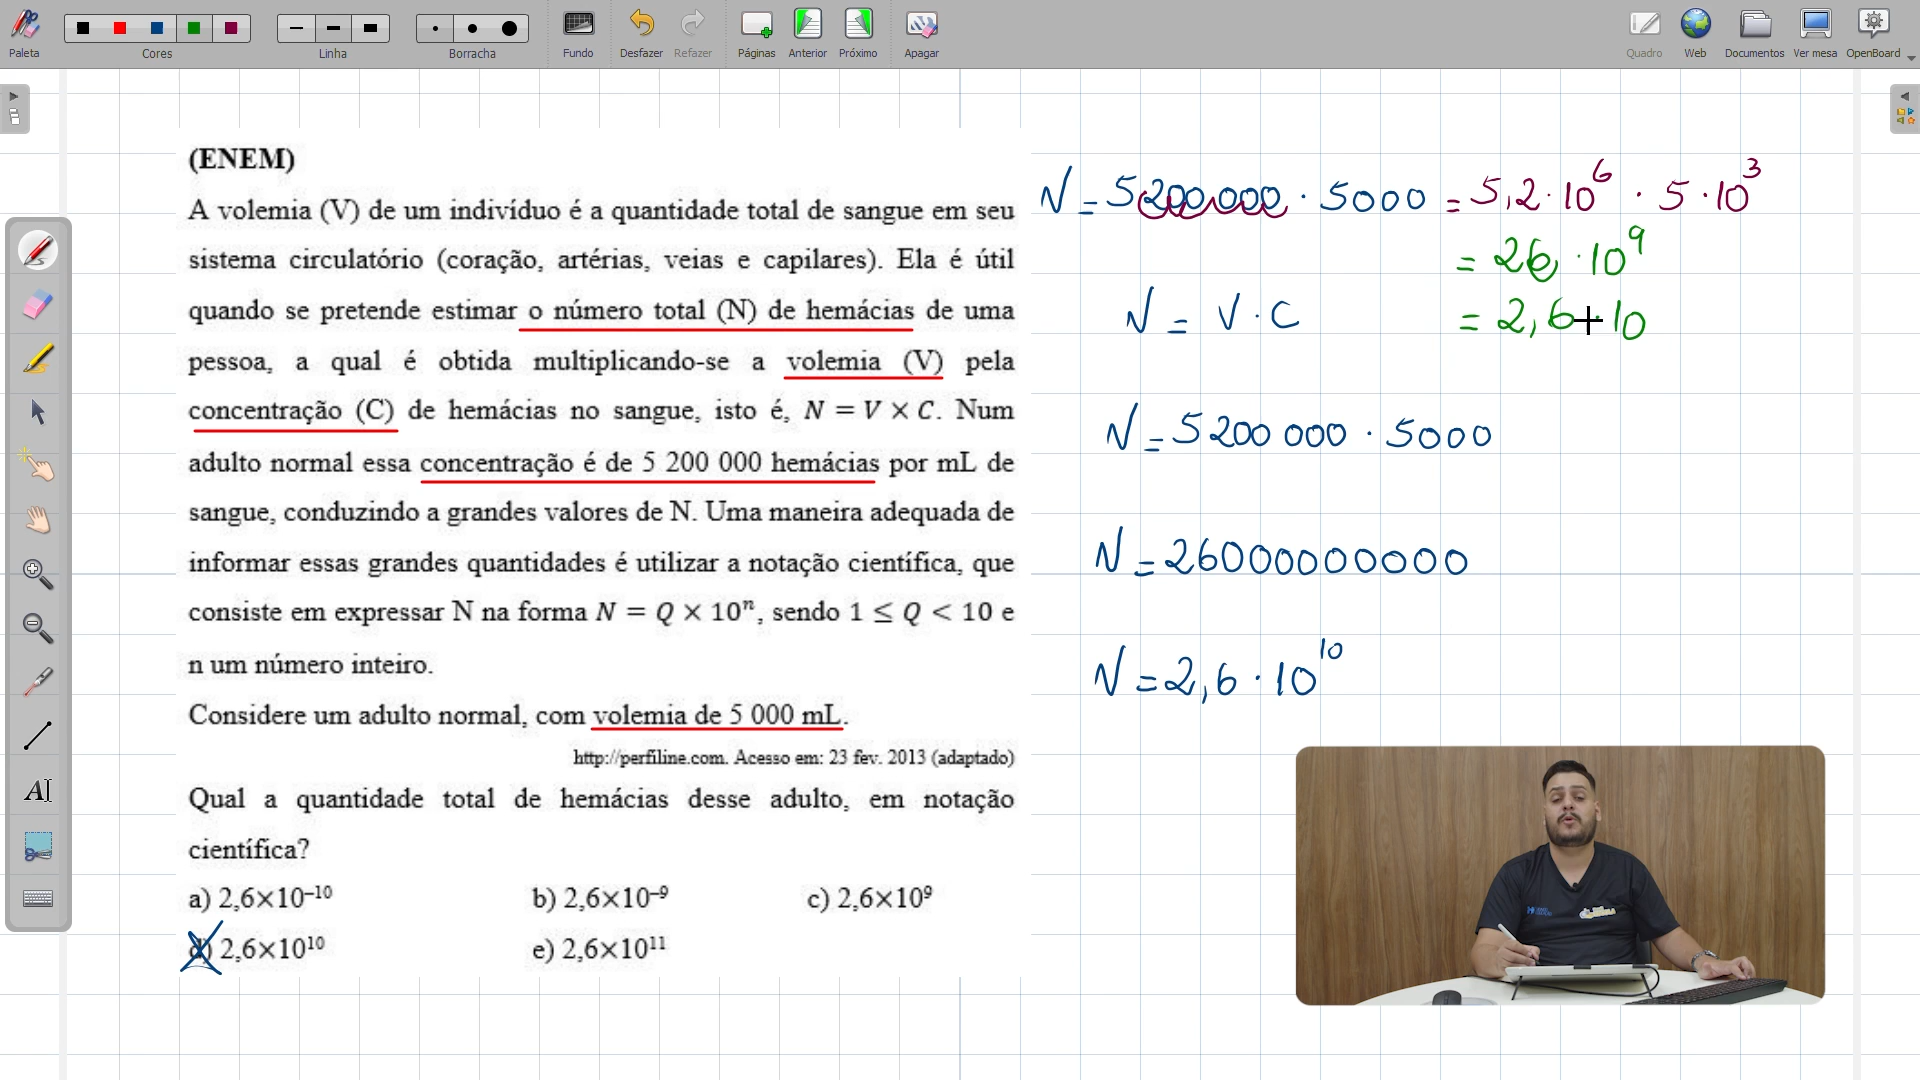 Paleta
Cores
Linha
Borracha
Fundo
Desfazer
Refazer
Páginas
Anterior
Próximo
Apagar
Quadro
Web
Documentos
Ver mesa
OpenBoard
(ENEM)
A volemia (V) de um indivíduo é a quantidade total de sangue em seu
sistema circulatório (coração, artérias, veias e capilares). Ela é útil
quando se pretende estimar o número total (N) de hemácias de uma
pessoa, a qual é obtida multiplicando-se a volemia (V) pela
concentração (C) de hemácias no sangue, isto é, N = V × C. Num
adulto normal essa concentração é de 5 200 000 hemácias por mL de
sangue, conduzindo a grandes valores de N. Uma maneira adequada de
informar essas grandes quantidades é utilizar a notação científica, que
consiste em expressar N na forma N = Q × 10ⁿ, sendo 1 ≤ Q < 10 e
n um número inteiro.
Considere um adulto normal, com volemia de 5 000 mL.
http://perfiline.com. Acesso em: 23 fev. 2013 (adaptado)
Qual a quantidade total de hemácias desse adulto, em notação
científica?
a) 2,6×10⁻¹⁰ b) 2,6×10⁻⁹ c) 2,6×10⁹
d) 2,6×10¹⁰ e) 2,6×10¹¹
N = 5200000 · 5000 = 5,2 · 10⁶ · 5 · 10³
= 26, · 10⁹
= 2,6 · 10
N = V · C
N = 5 200 000 · 5000
N = 26000000000
N = 2,6 · 10¹⁰
AI